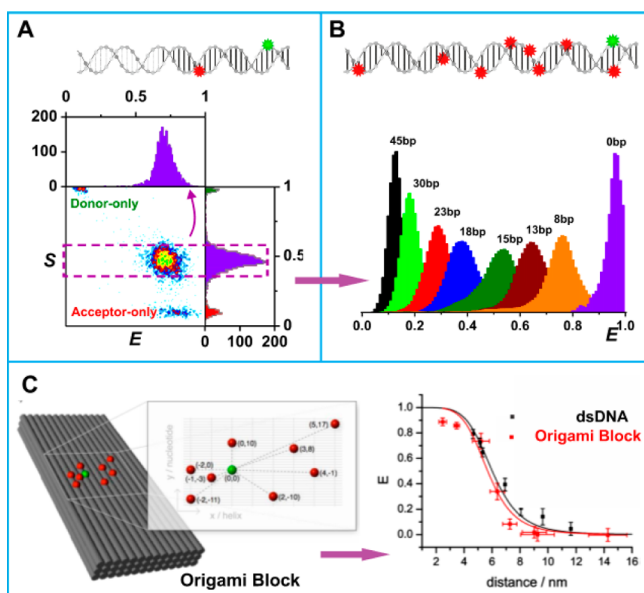 A
0
1
200
100
0
Donor-only
1
S
0.5
Acceptor-only
0
E
0 100 200
B
45bp
30bp
23bp
18bp
15bp
13bp
8bp
0bp
0.0 0.2 0.4 0.6 0.8 1.0
E
C
(5,17)
(0,10)
(3,8)
(-2,0)
(-1,-3)
(0,0)
(4,-1)
(-2,-11)
(2,-10)
y / nucleotide
x / helix
Origami Block
dsDNA
Origami Block
1.0
0.8
0.6
0.4
0.2
0.0
E
2 4 6 8 10 12 14 16
distance / nm